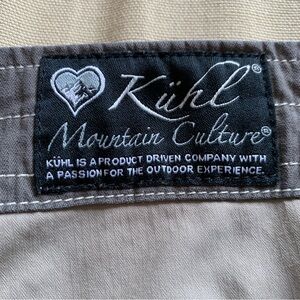 Kühl®
Mountain Culture®
KÜHL IS A PRODUCT DRIVEN COMPANY WITH
A PASSION FOR THE OUTDOOR EXPERIENCE.